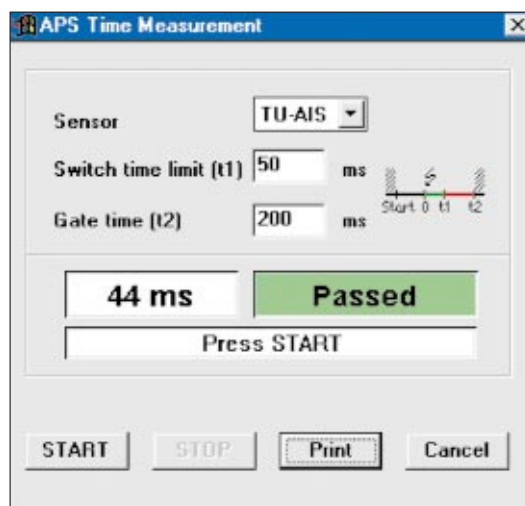 APS Time Measurement
Sensor TU-AIS
Switch time limit (t1) 50 ms
Start 0 t1 t2
Gate time (t2) 200 ms
44 ms Passed
Press START
START STOP Print Cancel